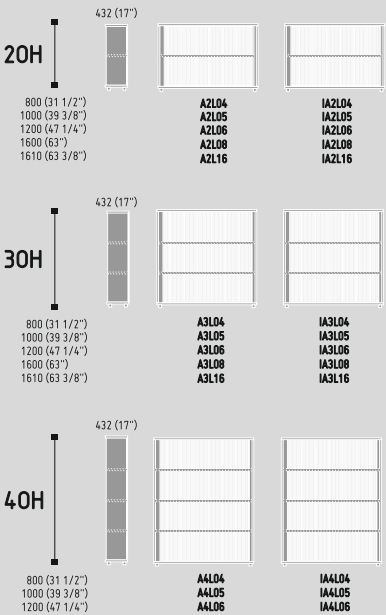 432 (17")
20H
800 (31 1/2") A2L04 IA2L04
1000 (39 3/8") A2L05 IA2L05
1200 (47 1/4") A2L06 IA2L06
1600 (63") A2L08 IA2L08
1610 (63 3/8") A2L16 IA2L16
432 (17")
30H
800 (31 1/2") A3L04 IA3L04
1000 (39 3/8") A3L05 IA3L05
1200 (47 1/4") A3L06 IA3L06
1600 (63") A3L08 IA3L08
1610 (63 3/8") A3L16 IA3L16
432 (17")
40H
800 (31 1/2") A4L04 IA4L04
1000 (39 3/8") A4L05 IA4L05
1200 (47 1/4") A4L06 IA4L06